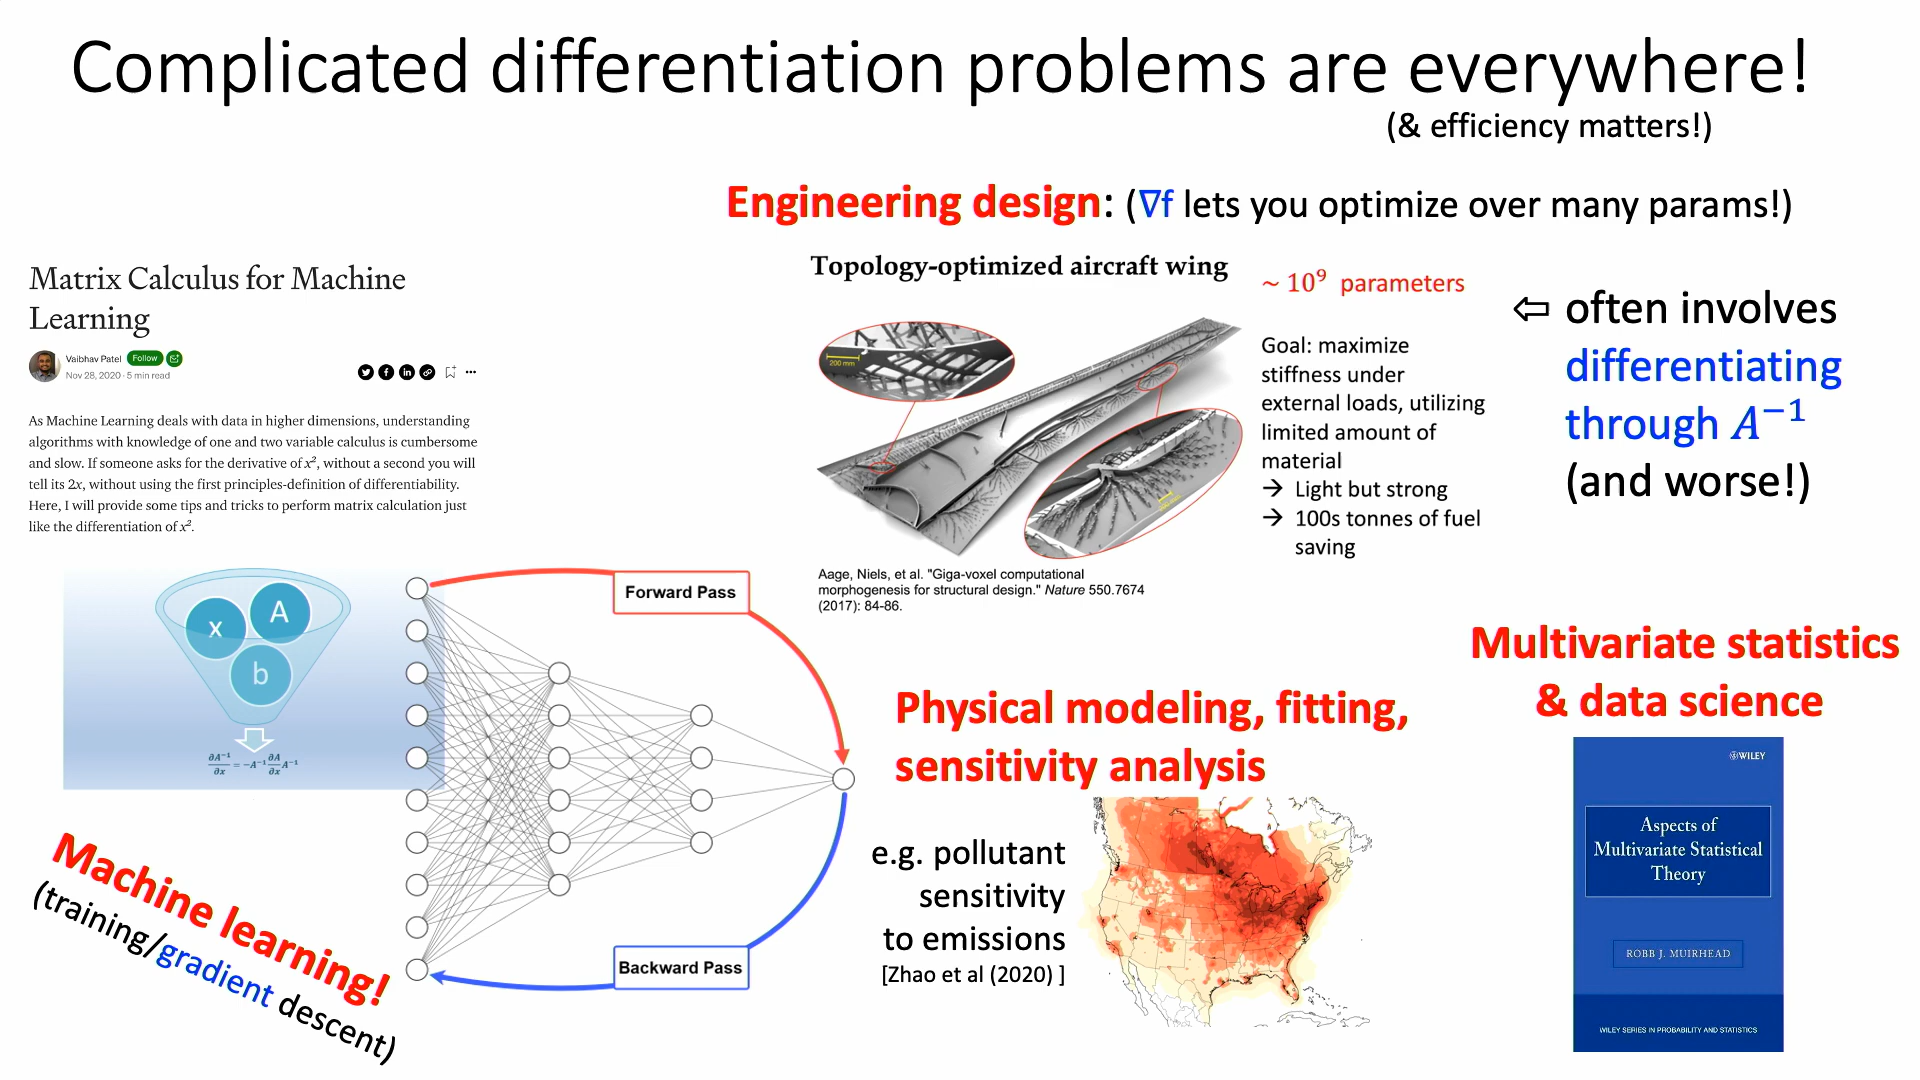 Complicated differentiation problems are everywhere!
(& efficiency matters!)
Engineering design: (∇f lets you optimize over many params!)
Matrix Calculus for Machine
Learning
Vaibhav Patel Follow
Nov 28, 2020 · 5 min read
As Machine Learning deals with data in higher dimensions, understanding
algorithms with knowledge of one and two variable calculus is cumbersome
and slow. If someone asks for the derivative of x², without a second you will
tell its 2x, without using the first principles-definition of differentiability.
Here, I will provide some tips and tricks to perform matrix calculation just
like the differentiation of x².
x A
b
∂A⁻¹/∂x = -A⁻¹ ∂A/∂x A⁻¹
Forward Pass
Backward Pass
Machine learning!
(training/gradient descent)
Topology-optimized aircraft wing
200 mm
~ 10⁹ parameters
Goal: maximize
stiffness under
external loads, utilizing
limited amount of
material
→ Light but strong
→ 100s tonnes of fuel
saving
Aage, Niels, et al. "Giga-voxel computational
morphogenesis for structural design." Nature 550.7674
(2017): 84-86.
⇦ often involves
differentiating
through A⁻¹
(and worse!)
Physical modeling, fitting,
sensitivity analysis
e.g. pollutant
sensitivity
to emissions
[Zhao et al (2020) ]
Multivariate statistics
& data science
WILEY
Aspects of
Multivariate Statistical
Theory
ROBB J. MUIRHEAD
WILEY SERIES IN PROBABILITY AND STATISTICS